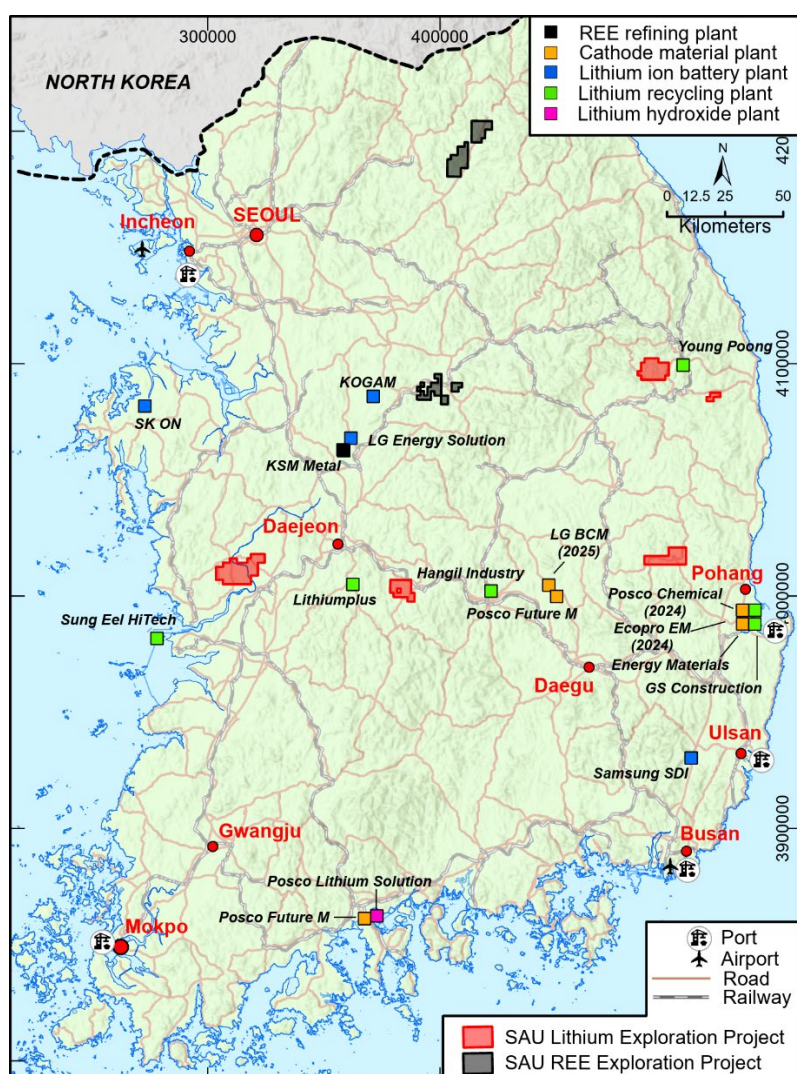 300000
400000
REE refining plant
Cathode material plant
Lithium ion battery plant
Lithium recycling plant
Lithium hydroxide plant
NORTH KOREA
420
N
0 12.5 25 50
Kilometers
Incheon
SEOUL
Young Poong
4100000
KOGAM
SK ON
LG Energy Solution
KSM Metal
Daejeon
LG BCM
(2025)
Hangil Industry
Pohang
Lithiumplus
Posco Future M
Posco Chemical
(2024)
Sung Eel HiTech
Ecopro EM
(2024)
Energy Materials
Daegu
GS Construction
Ulsan
Samsung SDI
Gwangju
Busan
3900000
Posco Lithium Solution
Posco Future M
Mokpo
Port
Airport
Road
Railway
SAU Lithium Exploration Project
SAU REE Exploration Project